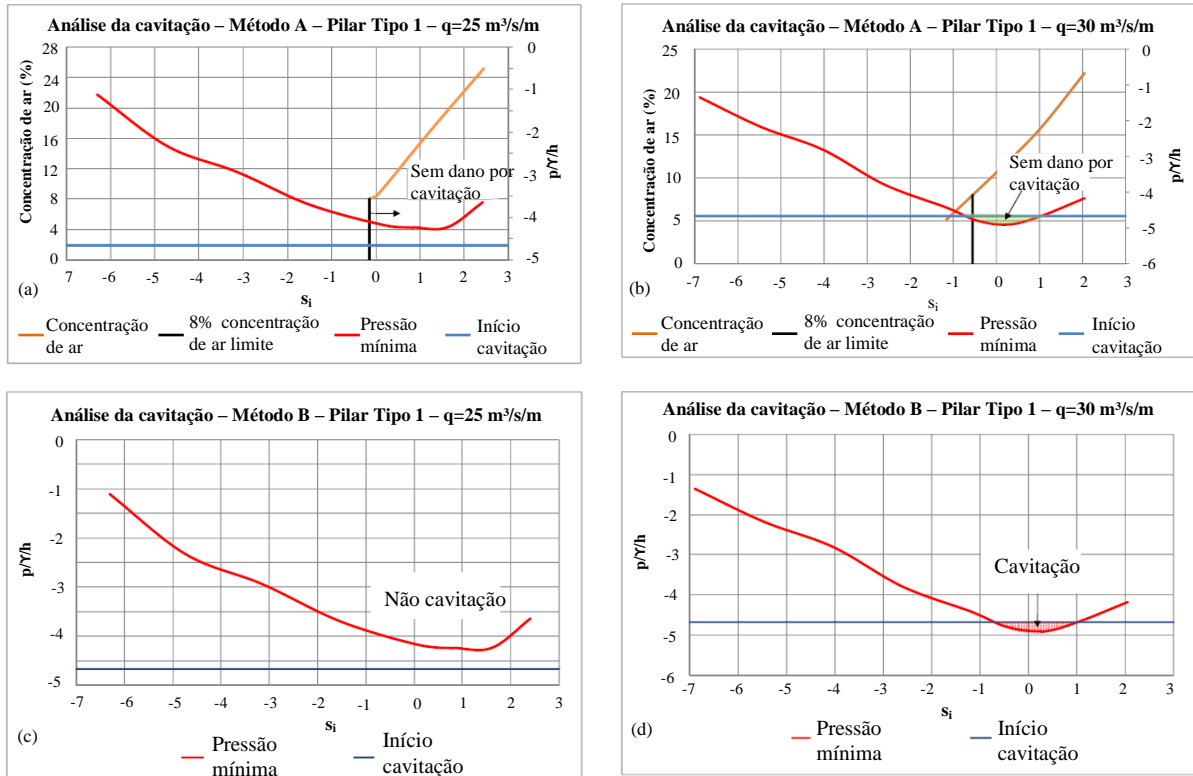 Análise da cavitação – Método A – Pilar Tipo 1 – q=25 m³/s/m
Concentração de ar (%)
28
24
20
16
12
8
4
0
0
-1
-2
-3
-4
-5
p/ϒ/h
Sem dano por
cavitação
7 -6 -5 -4 -3 -2 -1 0 1 2 3
(a)
s_i
Concentração de ar
8% concentração de ar limite
Pressão mínima
Início cavitação
Análise da cavitação – Método A – Pilar Tipo 1 – q=30 m³/s/m
Concentração de ar (%)
25
20
15
10
5
0
0
-1
-2
-3
-4
-5
-6
p/ϒ/h
Sem dano por
cavitação
7 -6 -5 -4 -3 -2 -1 0 1 2 3
(b)
s_i
Concentração de ar
8% concentração de ar limite
Pressão mínima
Início cavitação
Análise da cavitação – Método B – Pilar Tipo 1 – q=25 m³/s/m
0
-1
-2
-3
-4
-5
p/ϒ/h
Não cavitação
-7 -6 -5 -4 -3 -2 -1 0 1 2 3
(c)
s_i
Pressão mínima
Início cavitação
Análise da cavitação – Método B – Pilar Tipo 1 – q=30 m³/s/m
0
-1
-2
-3
-4
-5
-6
p/ϒ/h
Cavitação
-7 -6 -5 -4 -3 -2 -1 0 1 2 3
(d)
s_i
Pressão mínima
Início cavitação